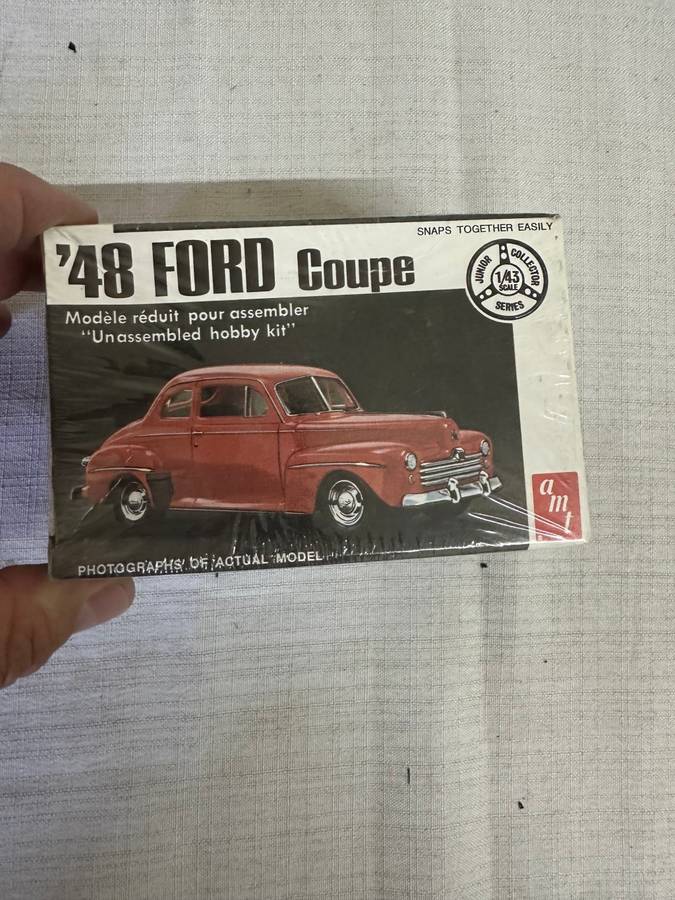 SNAPS TOGETHER EASILY
'48 FORD Coupe
JUNIOR COLLECTOR
1/43
SCALE
SERIES
Modèle réduit pour assembler
"Unassembled hobby kit"
amt
PHOTOGRAPHS OF ACTUAL MODEL